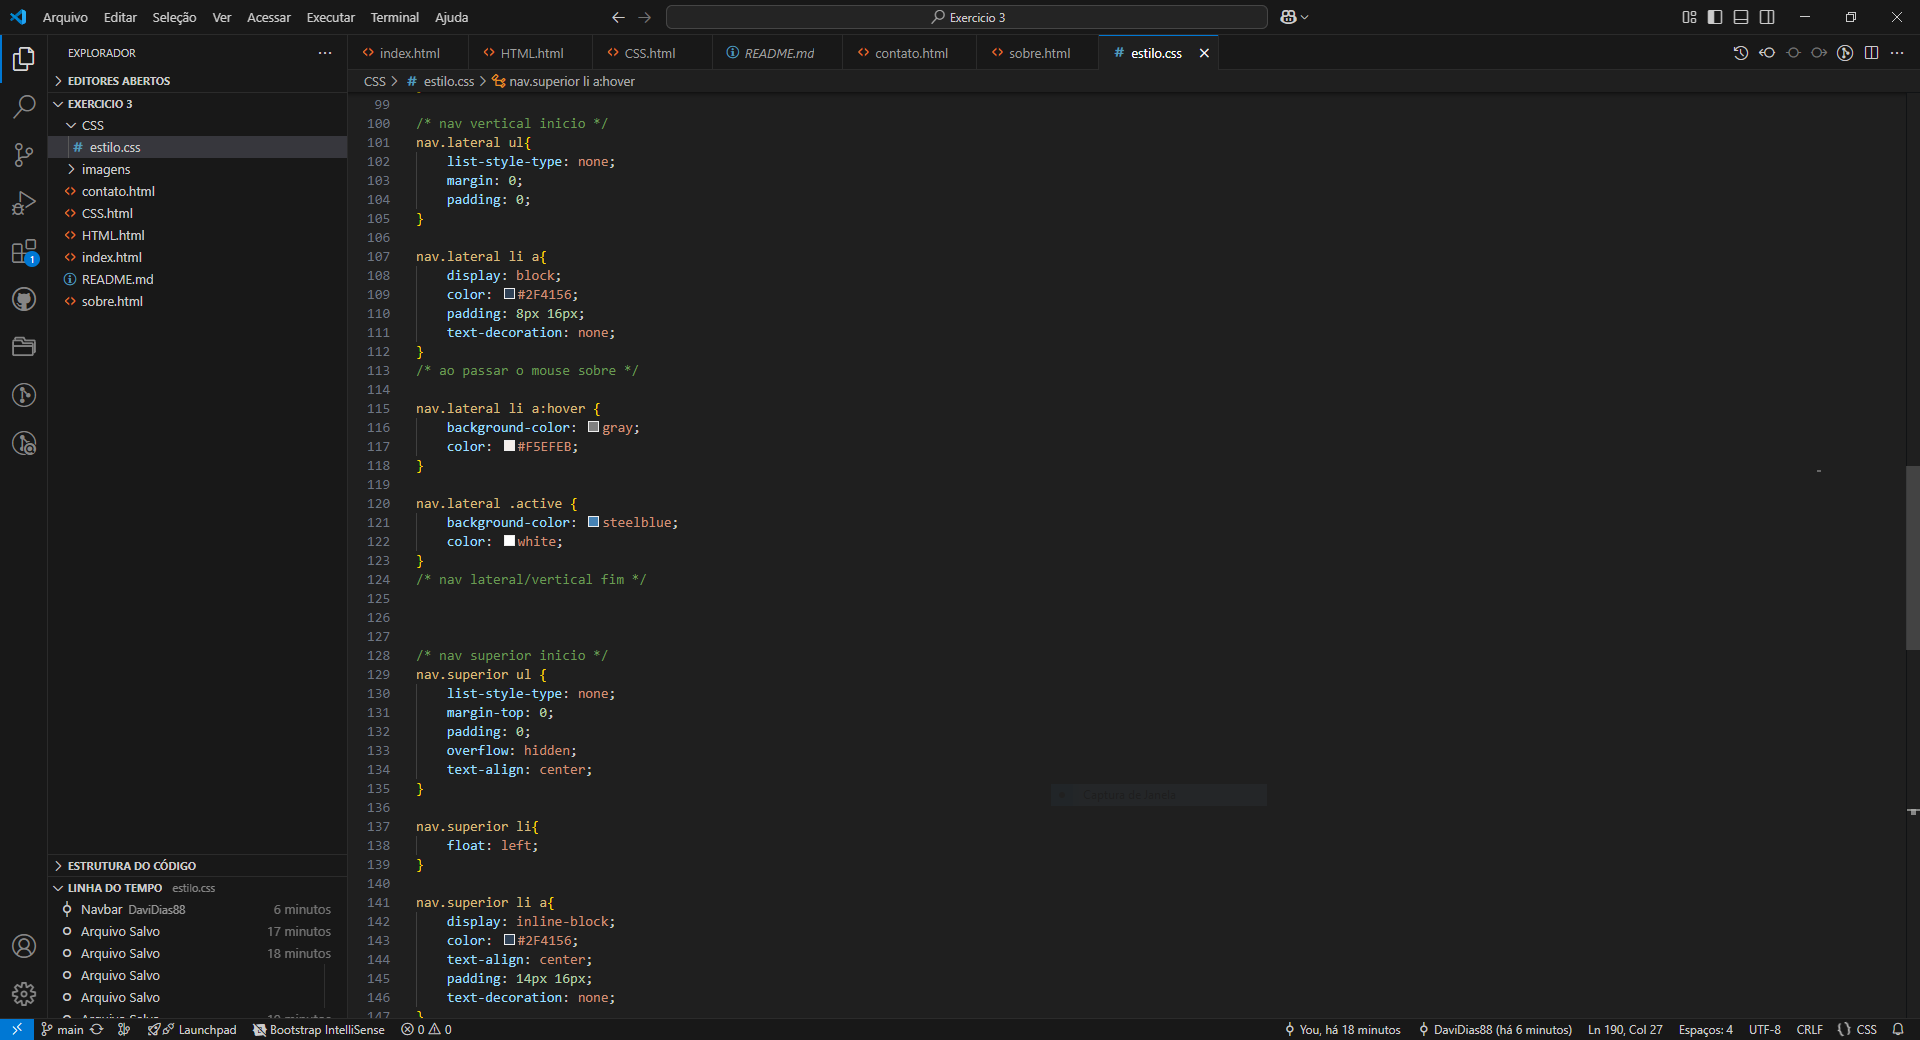 Arquivo Editar Seleção Ver Acessar Executar Terminal Ajuda
Exercicio 3
EXPLORADOR
EDITORES ABERTOS
EXERCICIO 3
CSS
# estilo.css
imagens
contato.html
CSS.html
HTML.html
index.html
README.md
sobre.html
1
ESTRUTURA DO CÓDIGO
LINHA DO TEMPO estilo.css
Navbar DaviDias88 6 minutos
Arquivo Salvo 17 minutos
Arquivo Salvo 18 minutos
Arquivo Salvo
Arquivo Salvo
index.html HTML.html CSS.html README.md contato.html sobre.html # estilo.css
CSS > # estilo.css > nav.superior li a:hover
99
100 /* nav vertical inicio */
101 nav.lateral ul{
102 list-style-type: none;
103 margin: 0;
104 padding: 0;
105 }
106
107 nav.lateral li a{
108 display: block;
109 color: #2F4156;
110 padding: 8px 16px;
111 text-decoration: none;
112 }
113 /* ao passar o mouse sobre */
114
115 nav.lateral li a:hover {
116 background-color: gray;
117 color: #F5EFEB;
118 }
119
120 nav.lateral .active {
121 background-color: steelblue;
122 color: white;
123 }
124 /* nav lateral/vertical fim */
125
126
127
128 /* nav superior inicio */
129 nav.superior ul {
130 list-style-type: none;
131 margin-top: 0;
132 padding: 0;
133 overflow: hidden;
134 text-align: center;
135 }
136
137 nav.superior li{
138 float: left;
139 }
140
141 nav.superior li a{
142 display: inline-block;
143 color: #2F4156;
144 text-align: center;
145 padding: 14px 16px;
146 text-decoration: none;
147 }
main Launchpad Bootstrap IntelliSense 0 0 You, há 18 minutos DaviDias88 (há 6 minutos) Ln 190, Col 27 Espaços: 4 UTF-8 CRLF {} CSS